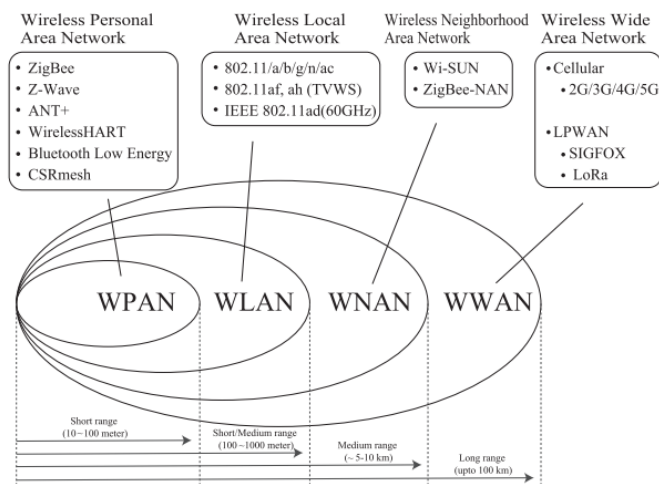 Wireless Personal
Area Network
• ZigBee
• Z-Wave
• ANT+
• WirelessHART
• Bluetooth Low Energy
• CSRmesh
Wireless Local
Area Network
• 802.11/a/b/g/n/ac
• 802.11af, ah (TVWS)
• IEEE 802.11ad(60GHz)
Wireless Neighborhood
Area Network
• Wi-SUN
• ZigBee-NAN
Wireless Wide
Area Network
• Cellular
• 2G/3G/4G/5G
• LPWAN
• SIGFOX
• LoRa
WPAN
WLAN
WNAN
WWAN
Short range
(10~100 meter)
Short/Medium range
(100~1000 meter)
Medium range
(~ 5-10 km)
Long range
(upto 100 km)